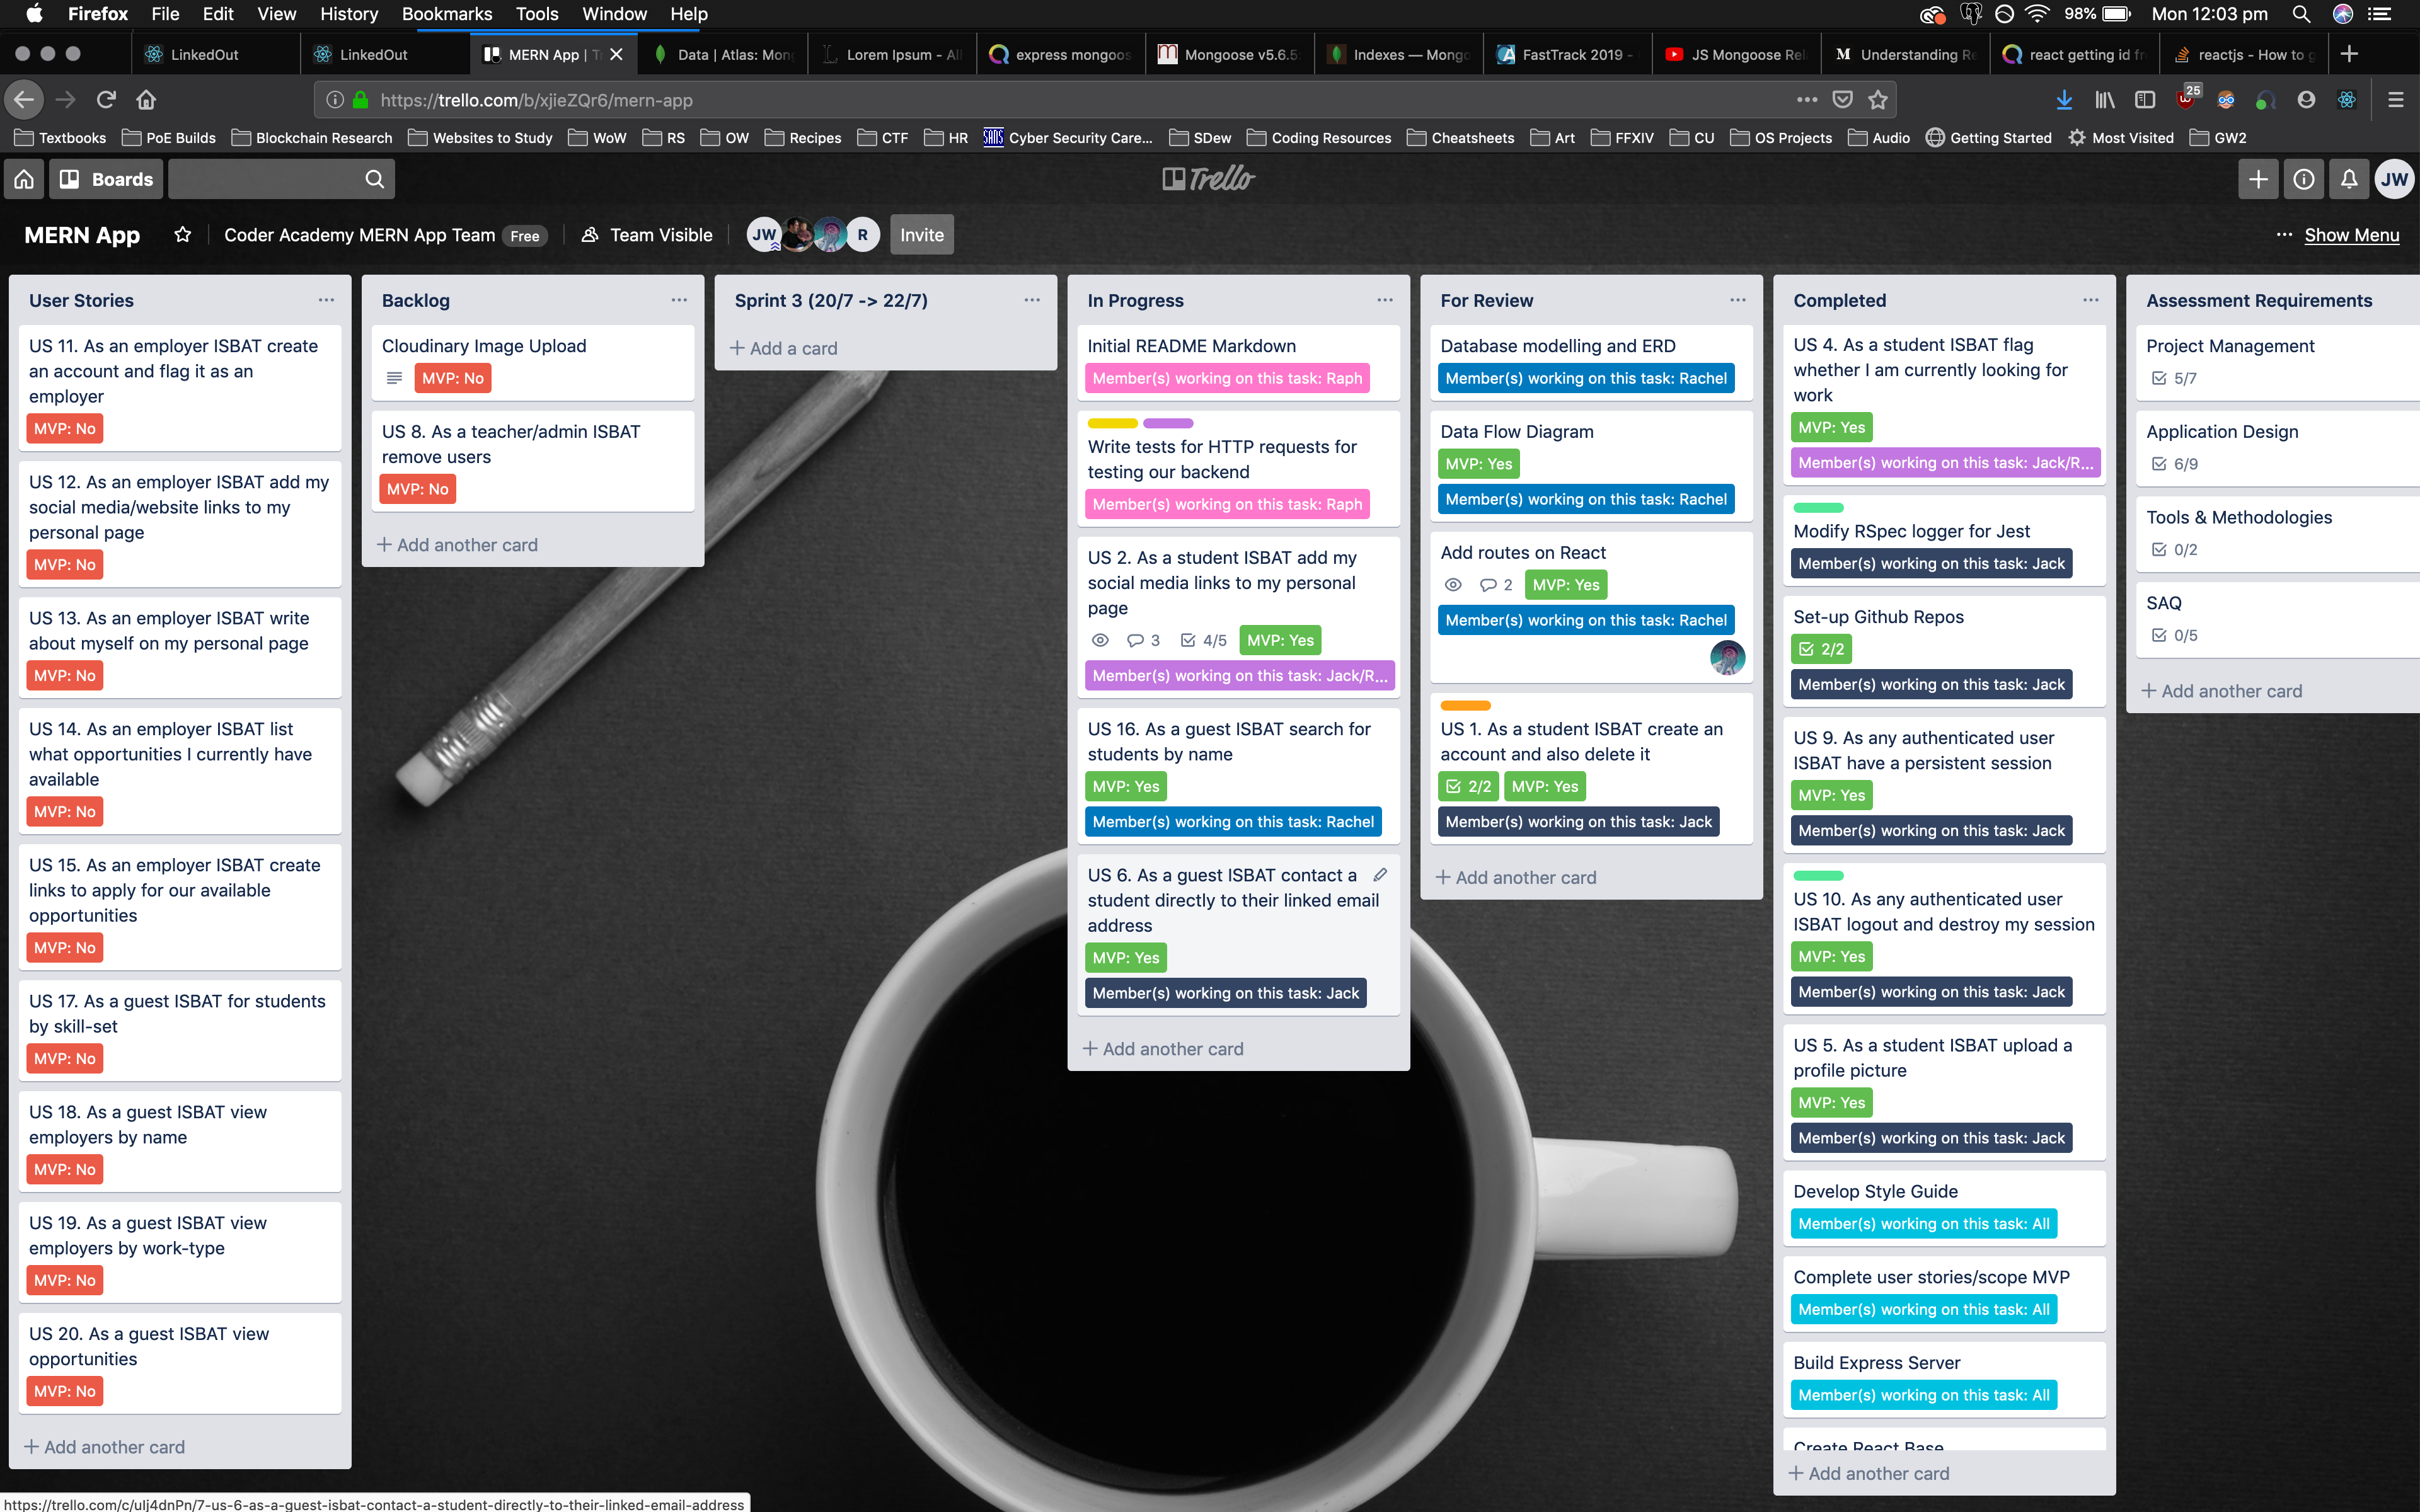 Firefox File Edit View History Bookmarks Tools Window Help
98% Mon 12:03 pm
LinkedOut
LinkedOut
MERN App | T
Data | Atlas: Mon
Lorem Ipsum - Al
express mongoos
Mongoose v5.6.5
Indexes — Mongo
FastTrack 2019 -
JS Mongoose Rel
Understanding Re
react getting id fr
reactjs - How to g
https://trello.com/b/xjieZQr6/mern-app
25
Textbooks PoE Builds Blockchain Research Websites to Study WoW RS OW Recipes CTF HR SANS Cyber Security Care... SDew Coding Resources Cheatsheets Art FFXIV CU OS Projects Audio Getting Started Most Visited GW2
Boards
Trello
JW
MERN App
Coder Academy MERN App Team Free
Team Visible
JW
R
Invite
... Show Menu
User Stories
US 11. As an employer ISBAT create
an account and flag it as an
employer
MVP: No
US 12. As an employer ISBAT add my
social media/website links to my
personal page
MVP: No
US 13. As an employer ISBAT write
about myself on my personal page
MVP: No
US 14. As an employer ISBAT list
what opportunities I currently have
available
MVP: No
US 15. As an employer ISBAT create
links to apply for our available
opportunities
MVP: No
US 17. As a guest ISBAT for students
by skill-set
MVP: No
US 18. As a guest ISBAT view
employers by name
MVP: No
US 19. As a guest ISBAT view
employers by work-type
MVP: No
US 20. As a guest ISBAT view
opportunities
MVP: No
+ Add another card
Backlog
Cloudinary Image Upload
MVP: No
US 8. As a teacher/admin ISBAT
remove users
MVP: No
+ Add another card
Sprint 3 (20/7 -> 22/7)
+ Add a card
In Progress
Initial README Markdown
Member(s) working on this task: Raph
Write tests for HTTP requests for
testing our backend
Member(s) working on this task: Raph
US 2. As a student ISBAT add my
social media links to my personal
page
3 4/5 MVP: Yes
Member(s) working on this task: Jack/R...
US 16. As a guest ISBAT search for
students by name
MVP: Yes
Member(s) working on this task: Rachel
US 6. As a guest ISBAT contact a
student directly to their linked email
address
MVP: Yes
Member(s) working on this task: Jack
+ Add another card
For Review
Database modelling and ERD
Member(s) working on this task: Rachel
Data Flow Diagram
MVP: Yes
Member(s) working on this task: Rachel
Add routes on React
2 MVP: Yes
Member(s) working on this task: Rachel
US 1. As a student ISBAT create an
account and also delete it
2/2 MVP: Yes
Member(s) working on this task: Jack
+ Add another card
Completed
US 4. As a student ISBAT flag
whether I am currently looking for
work
MVP: Yes
Member(s) working on this task: Jack/R...
Modify RSpec logger for Jest
Member(s) working on this task: Jack
Set-up Github Repos
2/2
Member(s) working on this task: Jack
US 9. As any authenticated user
ISBAT have a persistent session
MVP: Yes
Member(s) working on this task: Jack
US 10. As any authenticated user
ISBAT logout and destroy my session
MVP: Yes
Member(s) working on this task: Jack
US 5. As a student ISBAT upload a
profile picture
MVP: Yes
Member(s) working on this task: Jack
Develop Style Guide
Member(s) working on this task: All
Complete user stories/scope MVP
Member(s) working on this task: All
Build Express Server
Member(s) working on this task: All
Create React Base
+ Add another card
Assessment Requirements
Project Management
5/7
Application Design
6/9
Tools & Methodologies
0/2
SAQ
0/5
+ Add another card
https://trello.com/c/ulj4dnPn/7-us-6-as-a-guest-isbat-contact-a-student-directly-to-their-linked-email-address